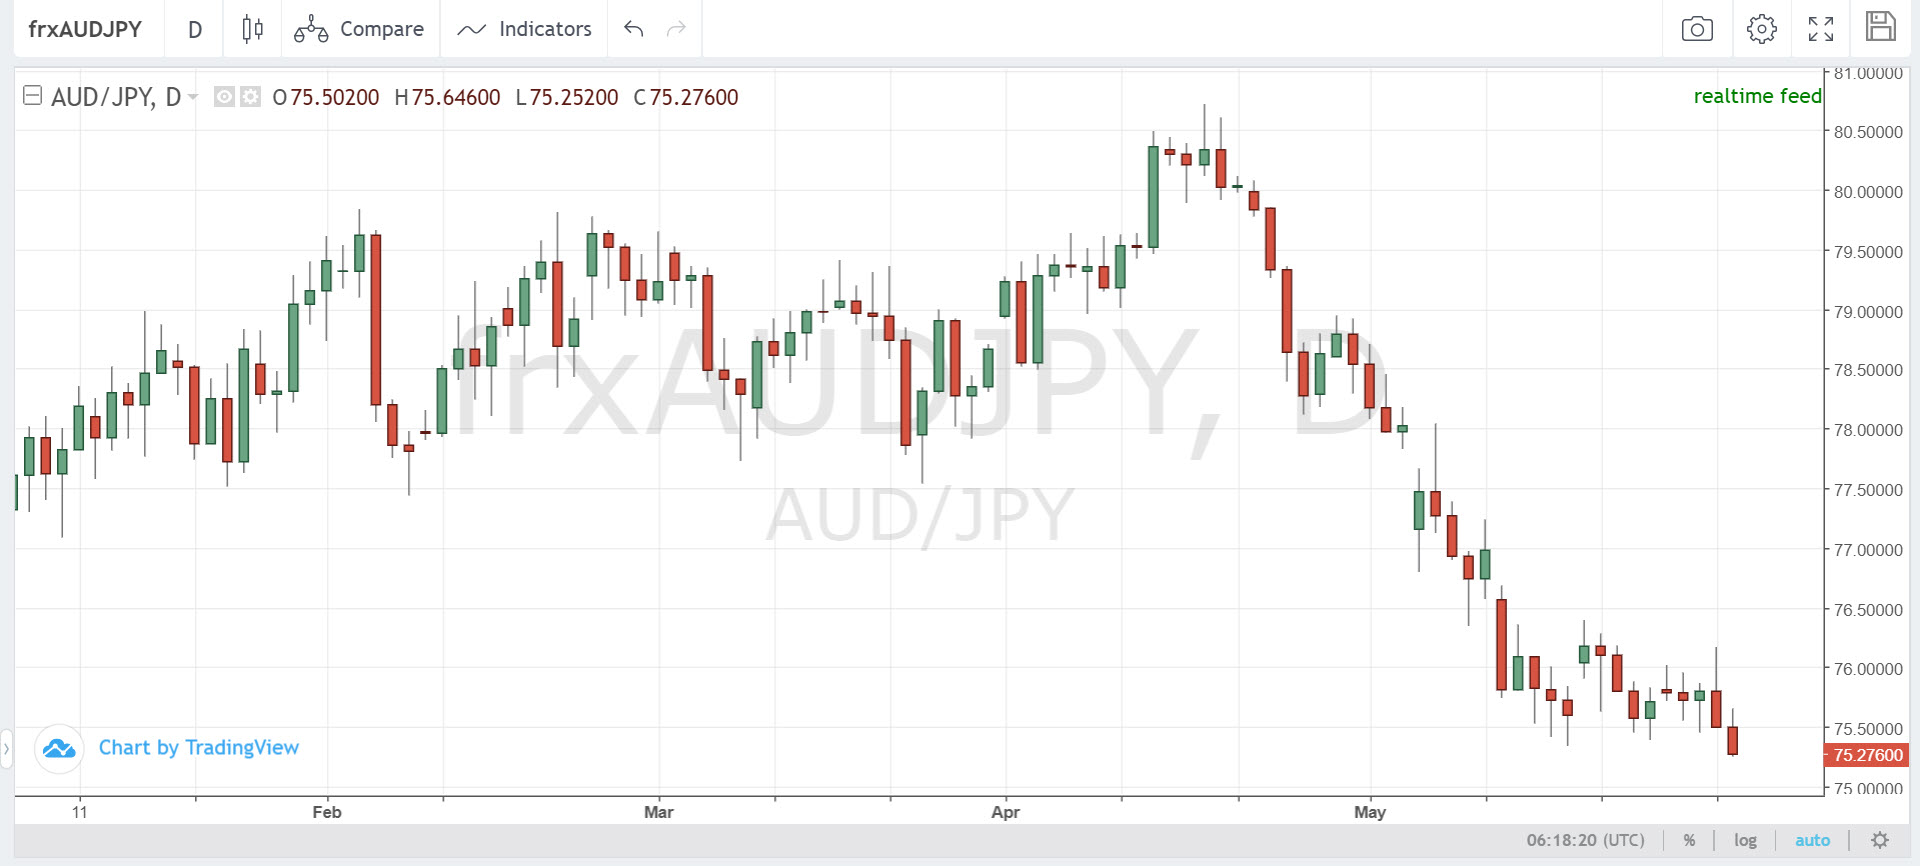 frxAUDJPY D Compare Indicators
AUD/JPY, D O75.50200 H75.64600 L75.25200 C75.27600
realtime feed
81.00000
80.50000
80.00000
79.50000
79.00000
78.50000
78.00000
77.50000
77.00000
76.50000
76.00000
75.50000
75.27600
75.00000
frxAUDJPY, D
AUD/JPY
Chart by TradingView
11 Feb Mar Apr May
06:18:20 (UTC) % log auto